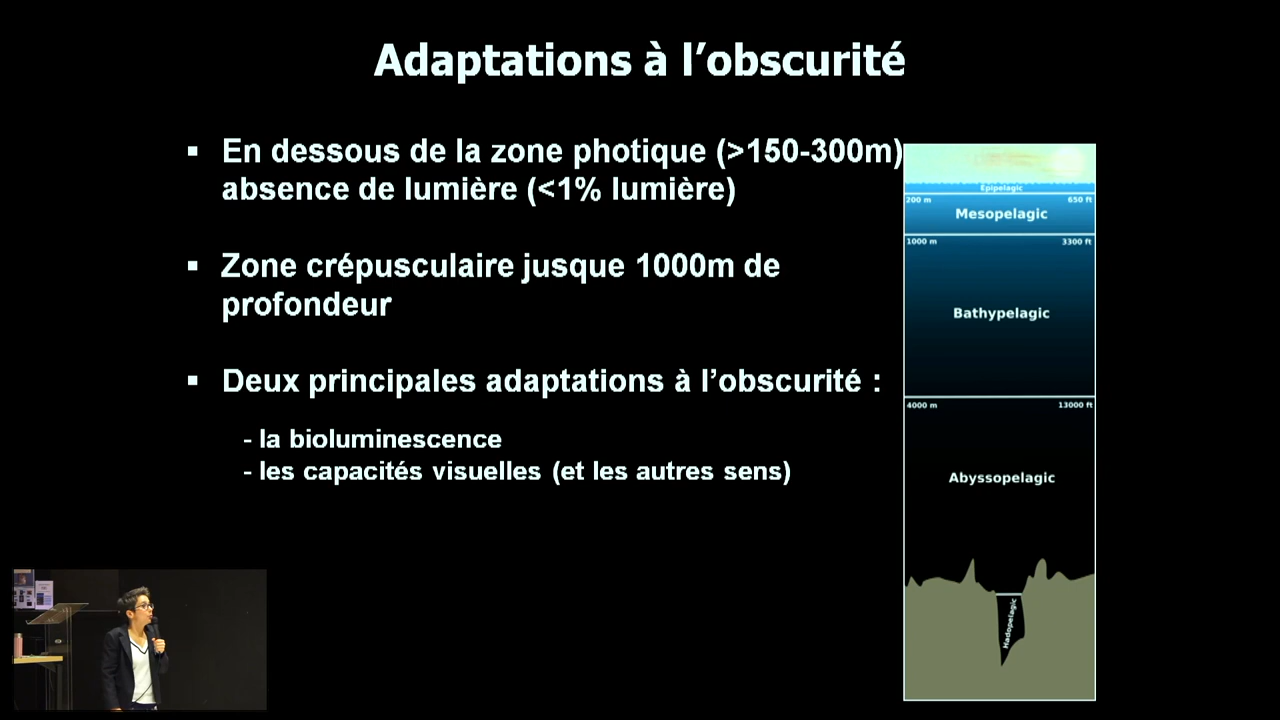 Adaptations à l’obscurité
▪ En dessous de la zone photique (>150-300m)
absence de lumière (<1% lumière)
▪ Zone crépusculaire jusque 1000m de
profondeur
▪ Deux principales adaptations à l’obscurité :
- la bioluminescence
- les capacités visuelles (et les autres sens)
Epipelagic
200 m 650 ft
Mesopelagic
1000 m 3300 ft
Bathypelagic
4000 m 13000 ft
Abyssopelagic
Hadopelagic